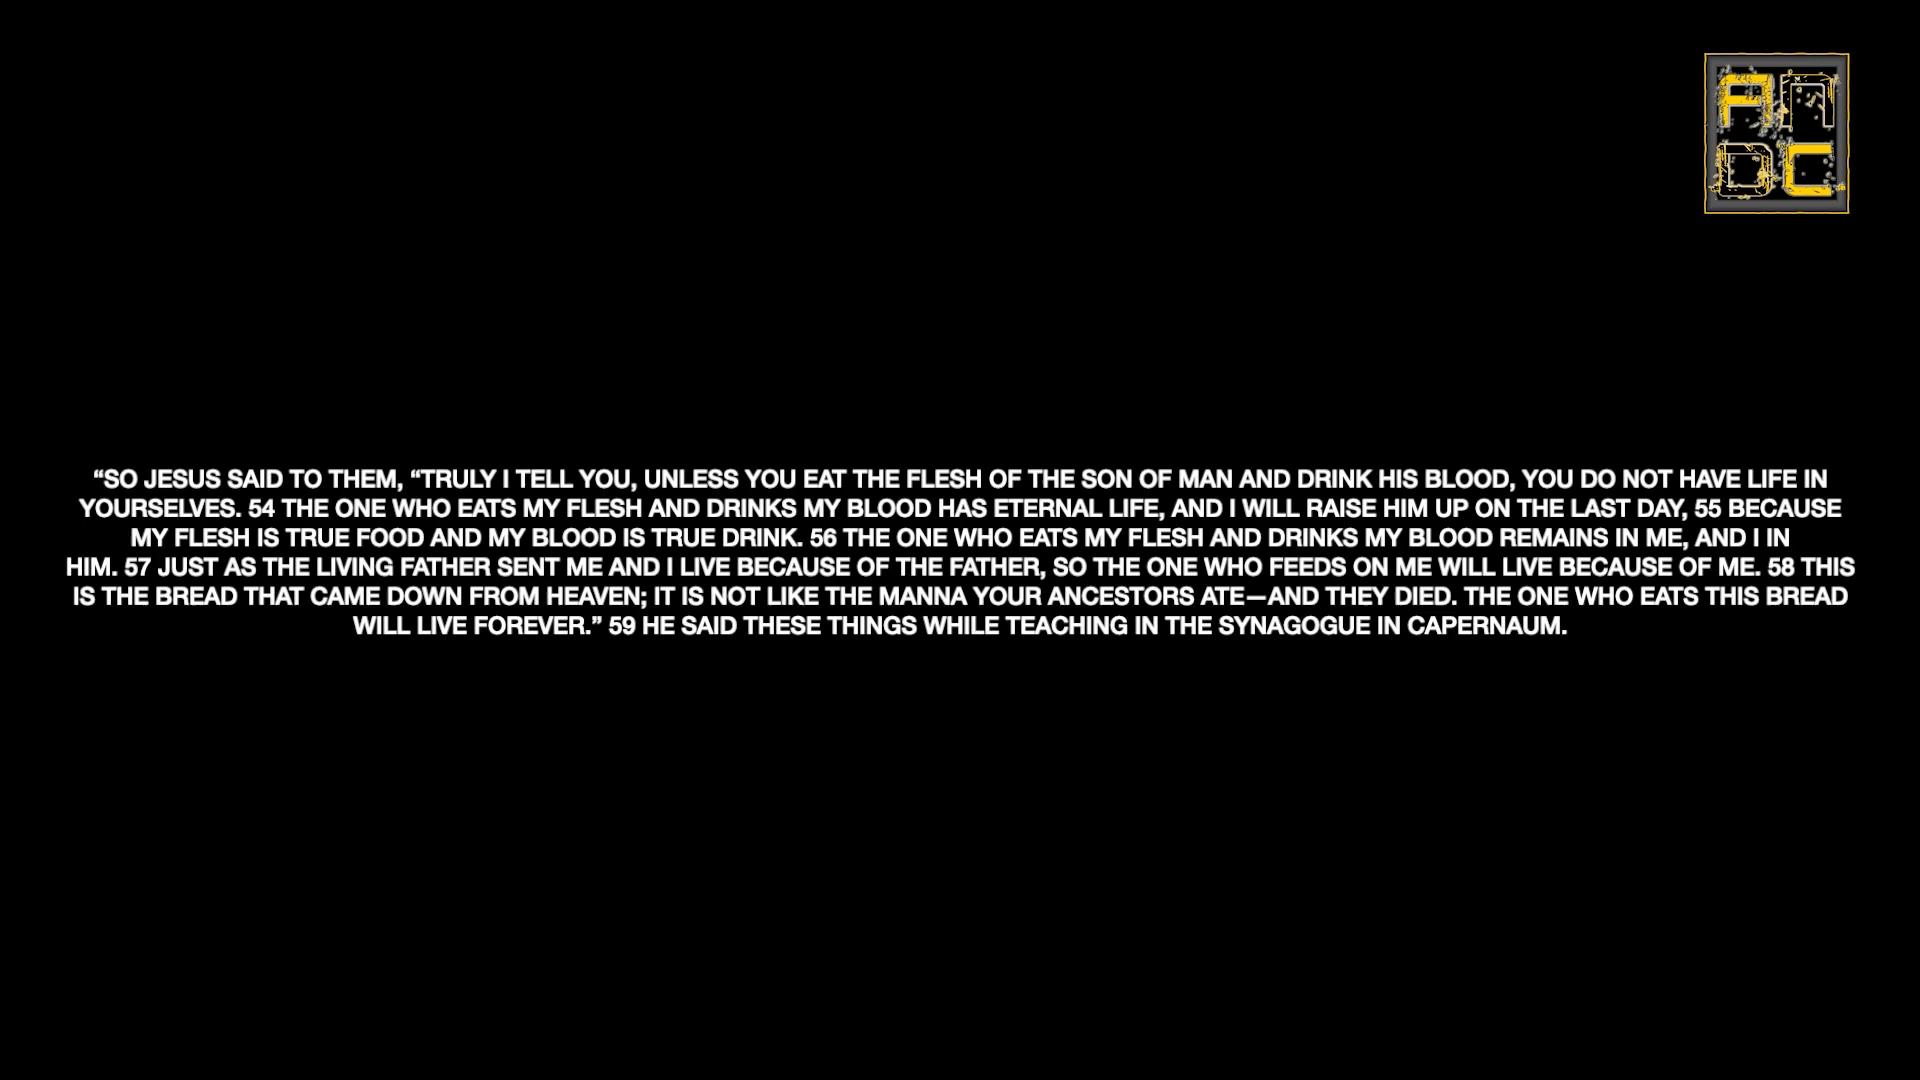 “SO JESUS SAID TO THEM, “TRULY I TELL YOU, UNLESS YOU EAT THE FLESH OF THE SON OF MAN AND DRINK HIS BLOOD, YOU DO NOT HAVE LIFE IN
YOURSELVES. 54 THE ONE WHO EATS MY FLESH AND DRINKS MY BLOOD HAS ETERNAL LIFE, AND I WILL RAISE HIM UP ON THE LAST DAY, 55 BECAUSE
MY FLESH IS TRUE FOOD AND MY BLOOD IS TRUE DRINK. 56 THE ONE WHO EATS MY FLESH AND DRINKS MY BLOOD REMAINS IN ME, AND I IN
HIM. 57 JUST AS THE LIVING FATHER SENT ME AND I LIVE BECAUSE OF THE FATHER, SO THE ONE WHO FEEDS ON ME WILL LIVE BECAUSE OF ME. 58 THIS
IS THE BREAD THAT CAME DOWN FROM HEAVEN; IT IS NOT LIKE THE MANNA YOUR ANCESTORS ATE—AND THEY DIED. THE ONE WHO EATS THIS BREAD
WILL LIVE FOREVER.” 59 HE SAID THESE THINGS WHILE TEACHING IN THE SYNAGOGUE IN CAPERNAUM.